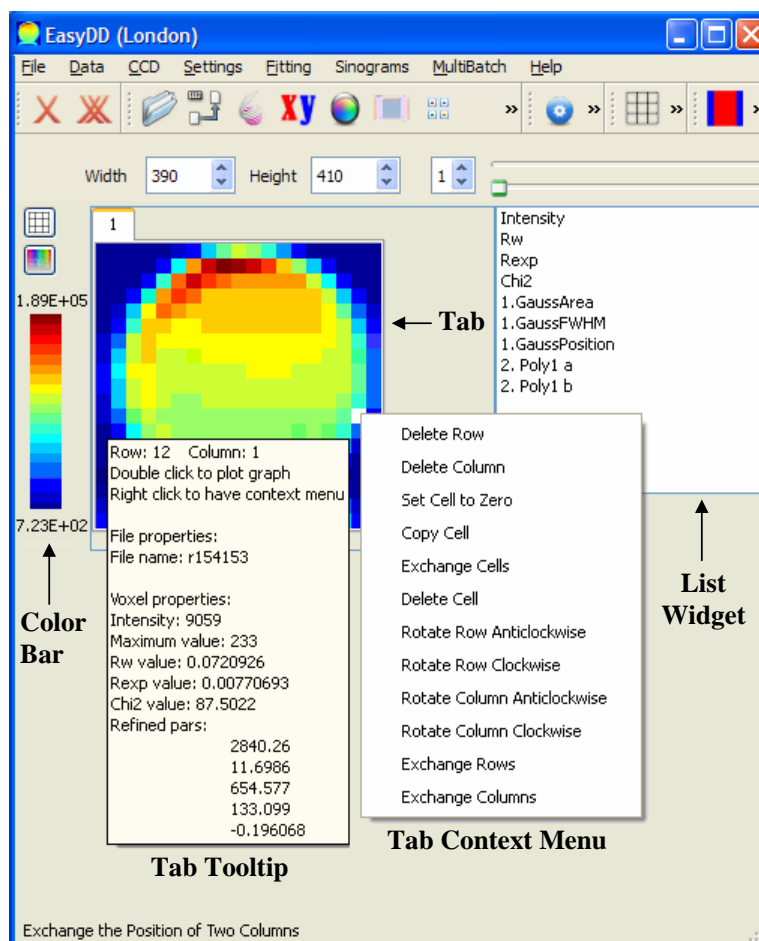 EasyDD (London)
File Data CCD Settings Fitting Sinograms MultiBatch Help
xy » » » »
Width 390 Height 410 1
1
Intensity
Rw
Rexp
Chi2
1.GaussArea
1.GaussFWHM
1.GaussPosition
2. Poly1 a
2. Poly1 b
1.89E+05
7.23E+02
Tab
Row: 12 Column: 1
Double click to plot graph
Right click to have context menu
File properties:
File name: r154153
Voxel properties:
Intensity: 9059
Maximum value: 233
Rw value: 0.0720926
Rexp value: 0.00770693
Chi2 value: 87.5022
Refined pars:
2840.26
11.6986
654.577
133.099
-0.196068
Delete Row
Delete Column
Set Cell to Zero
Copy Cell
Exchange Cells
Delete Cell
Rotate Row Anticlockwise
Rotate Row Clockwise
Rotate Column Anticlockwise
Rotate Column Clockwise
Exchange Rows
Exchange Columns
Color
Bar
List
Widget
Tab Tooltip
Tab Context Menu
Exchange the Position of Two Columns